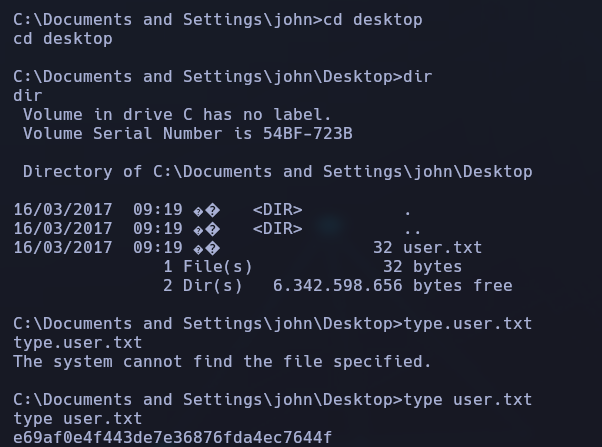 C:\Documents and Settings\john>cd desktop
cd desktop
C:\Documents and Settings\john\Desktop>dir
dir
 Volume in drive C has no label.
 Volume Serial Number is 54BF-723B
 Directory of C:\Documents and Settings\john\Desktop
16/03/2017  09:19 ��   <DIR>          .
16/03/2017  09:19 ��   <DIR>          ..
16/03/2017  09:19 ��               32 user.txt
               1 File(s)             32 bytes
               2 Dir(s)   6.342.598.656 bytes free
C:\Documents and Settings\john\Desktop>type.user.txt
type.user.txt
The system cannot find the file specified.
C:\Documents and Settings\john\Desktop>type user.txt
type user.txt
e69af0e4f443de7e36876fda4ec7644f